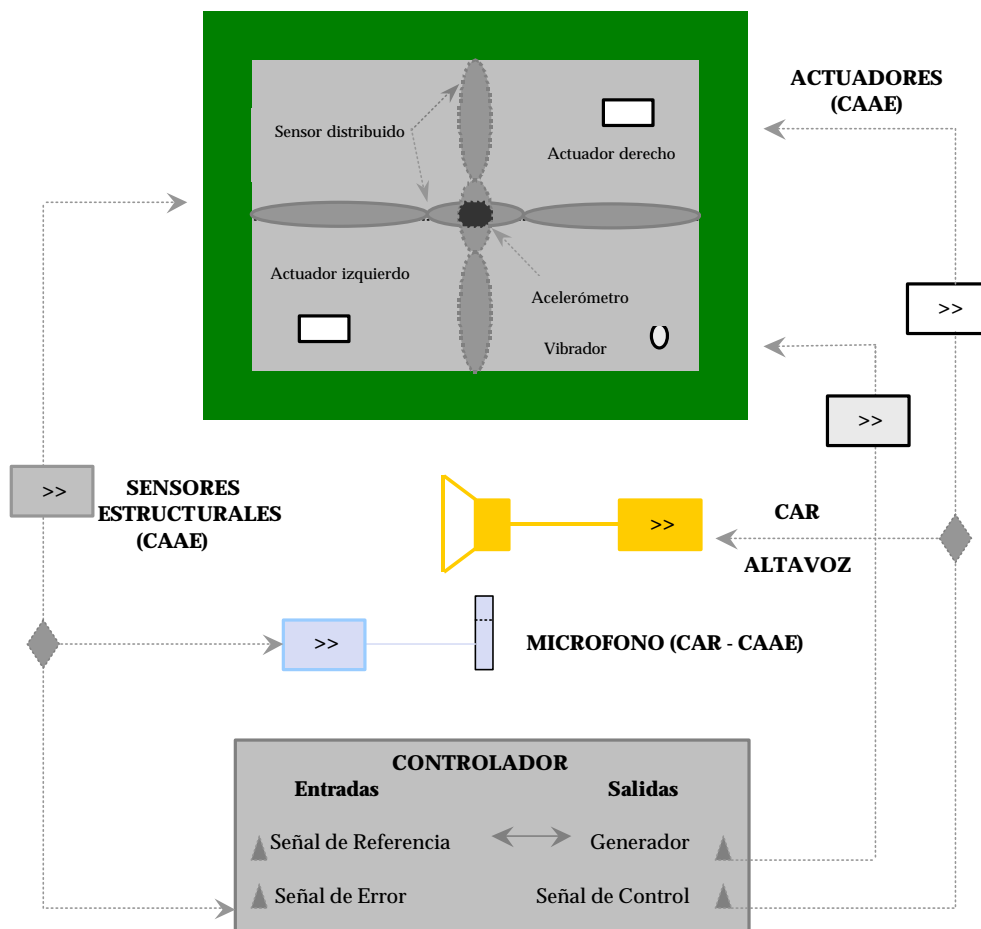 ACTUADORES
(CAAE)
Sensor distribuido
Actuador derecho
Actuador izquierdo
Acelerómetro
>>
Vibrador
>>
>>
SENSORES
ESTRUCTURALES
(CAAE)
>>
CAR
ALTAVOZ
>>
MICROFONO (CAR - CAAE)
CONTROLADOR
Entradas
Salidas
Señal de Referencia
Generador
Señal de Error
Señal de Control